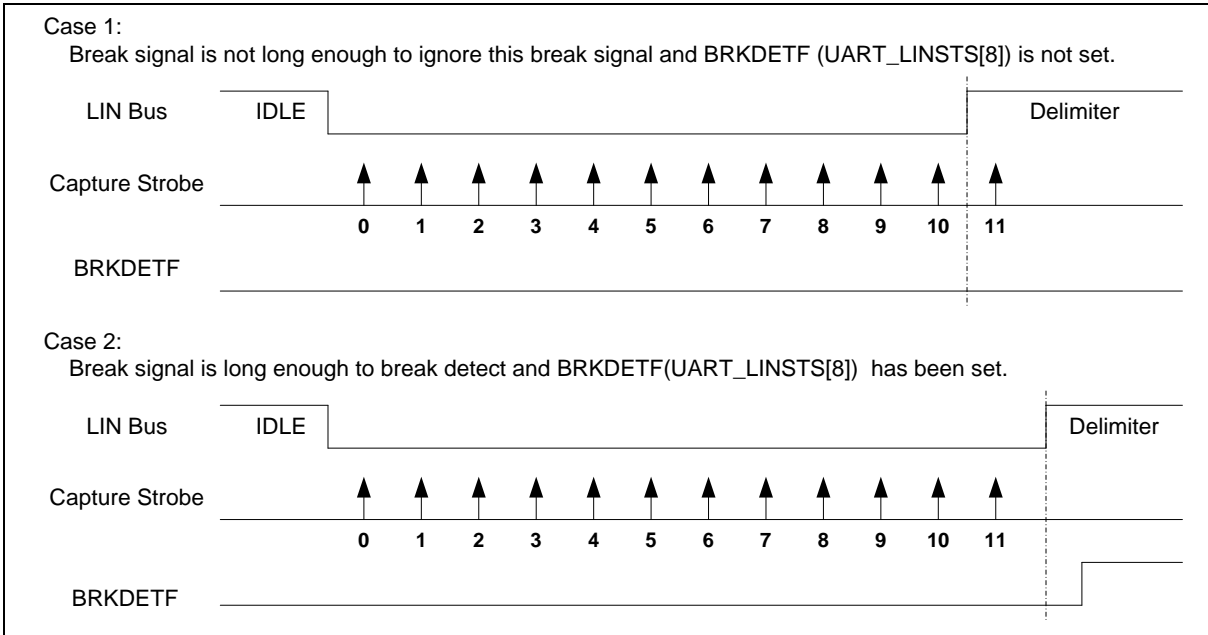 Case 1:
Break signal is not long enough to ignore this break signal and BRKDETF (UART_LINSTS[8]) is not set.
LIN Bus IDLE Delimiter
Capture Strobe
0 1 2 3 4 5 6 7 8 9 10 11
BRKDETF
Case 2:
Break signal is long enough to break detect and BRKDETF(UART_LINSTS[8]) has been set.
LIN Bus IDLE Delimiter
Capture Strobe
0 1 2 3 4 5 6 7 8 9 10 11
BRKDETF